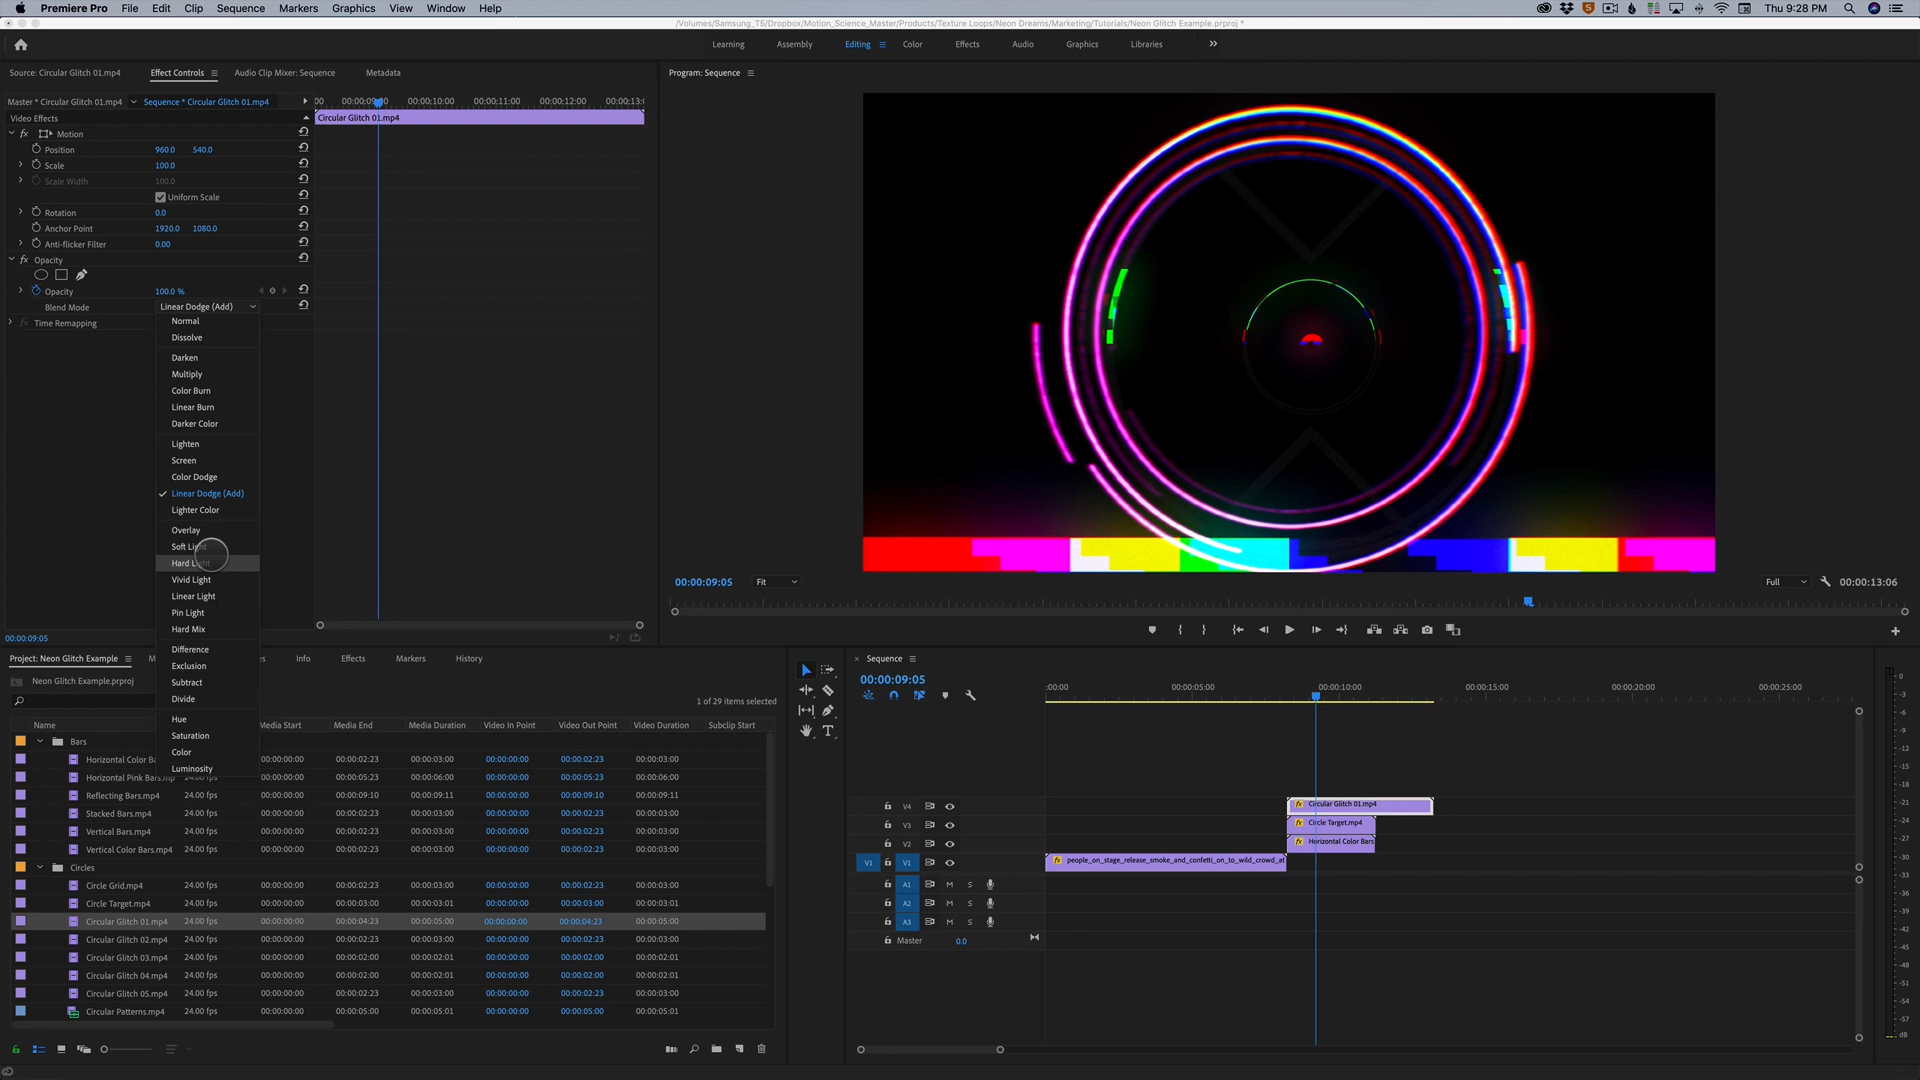 Premiere Pro File Edit Clip Sequence Markers Graphics View Window Help Thu 9:28 PM
/Volumes/Samsung_T5/Dropbox/Motion_Science_Master/Products/Texture Loops/Neon Dreams/Marketing/Tutorials/Neon Glitch Example.prproj *
Learning Assembly Editing Color Effects Audio Graphics Libraries
Source: Circular Glitch 01.mp4 Effect Controls Audio Clip Mixer: Sequence Metadata
Program: Sequence
Master * Circular Glitch 01.mp4 Sequence * Circular Glitch 01.mp4
:00 00:00:09:00 00:00:10:00 00:00:11:00 00:00:12:00 00:00:13:
Video Effects
Circular Glitch 01.mp4
fx Motion
Position 960.0 540.0
Scale 100.0
Scale Width 100.0
Uniform Scale
Rotation 0.0
Anchor Point 1920.0 1080.0
Anti-flicker Filter 0.00
fx Opacity
Opacity 100.0 %
Blend Mode Linear Dodge (Add)
fx Time Remapping
Normal
Dissolve
Darken
Multiply
Color Burn
Linear Burn
Darker Color
Lighten
Screen
Color Dodge
Linear Dodge (Add)
Lighter Color
Overlay
Soft Light
Hard Light
Vivid Light
Linear Light
Pin Light
Hard Mix
Difference
Exclusion
Subtract
Divide
Hue
Saturation
Color
Luminosity
00:00:09:05
00:00:09:05 Fit Full 00:00:13:06
Project: Neon Glitch Example Info Effects Markers History
Neon Glitch Example.prproj
1 of 29 items selected
Name Media Start Media End Media Duration Video In Point Video Out Point Video Duration Subclip Start
Bars
Horizontal Color Ba 00:00:00:00 00:00:02:23 00:00:03:00 00:00:00:00 00:00:02:23 00:00:03:00
Horizontal Pink Bars.mp4 24.00 fps 00:00:00:00 00:00:05:23 00:00:06:00 00:00:00:00 00:00:05:23 00:00:06:00
Reflecting Bars.mp4 24.00 fps 00:00:00:00 00:00:09:10 00:00:09:11 00:00:00:00 00:00:09:10 00:00:09:11
Stacked Bars.mp4 24.00 fps 00:00:00:00 00:00:02:23 00:00:03:00 00:00:00:00 00:00:02:23 00:00:03:00
Vertical Bars.mp4 24.00 fps 00:00:00:00 00:00:02:23 00:00:03:00 00:00:00:00 00:00:02:23 00:00:03:00
Vertical Color Bars.mp4 24.00 fps 00:00:00:00 00:00:02:23 00:00:03:00 00:00:00:00 00:00:02:23 00:00:03:00
Circles
Circle Grid.mp4 24.00 fps 00:00:00:00 00:00:02:23 00:00:03:00 00:00:00:00 00:00:02:23 00:00:03:00
Circle Target.mp4 24.00 fps 00:00:00:00 00:00:03:00 00:00:03:01 00:00:00:00 00:00:03:00 00:00:03:01
Circular Glitch 01.mp4 24.00 fps 00:00:00:00 00:00:04:23 00:00:05:00 00:00:00:00 00:00:04:23 00:00:05:00
Circular Glitch 02.mp4 24.00 fps 00:00:00:00 00:00:02:23 00:00:03:00 00:00:00:00 00:00:02:23 00:00:03:00
Circular Glitch 03.mp4 24.00 fps 00:00:00:00 00:00:02:00 00:00:02:01 00:00:00:00 00:00:02:00 00:00:02:01
Circular Glitch 04.mp4 24.00 fps 00:00:00:00 00:00:02:00 00:00:02:01 00:00:00:00 00:00:02:00 00:00:02:01
Circular Glitch 05.mp4 24.00 fps 00:00:00:00 00:00:02:23 00:00:03:00 00:00:00:00 00:00:02:23 00:00:03:00
Circular Patterns.mp4 24.00 fps 00:00:00:00 00:00:05:00 00:00:05:01 00:00:00:00 00:00:05:00 00:00:05:01
× Sequence
00:00:09:05
:00:00 00:00:05:00 00:00:10:00 00:00:15:00 00:00:20:00 00:00:25:00
V4 fx Circular Glitch 01.mp4
V3 fx Circle Target.mp4
V2 fx Horizontal Color Bars
V1 V1 fx people_on_stage_release_smoke_and_confetti_on_to_wild_crowd_at
A1 M S
A2 M S
A3 M S
Master 0.0
0
-3
-6
-9
-12
-15
-18
-21
-24
-27
-30
-33
-36
-39
-42
-45
-48
-51
-54
-57
dB